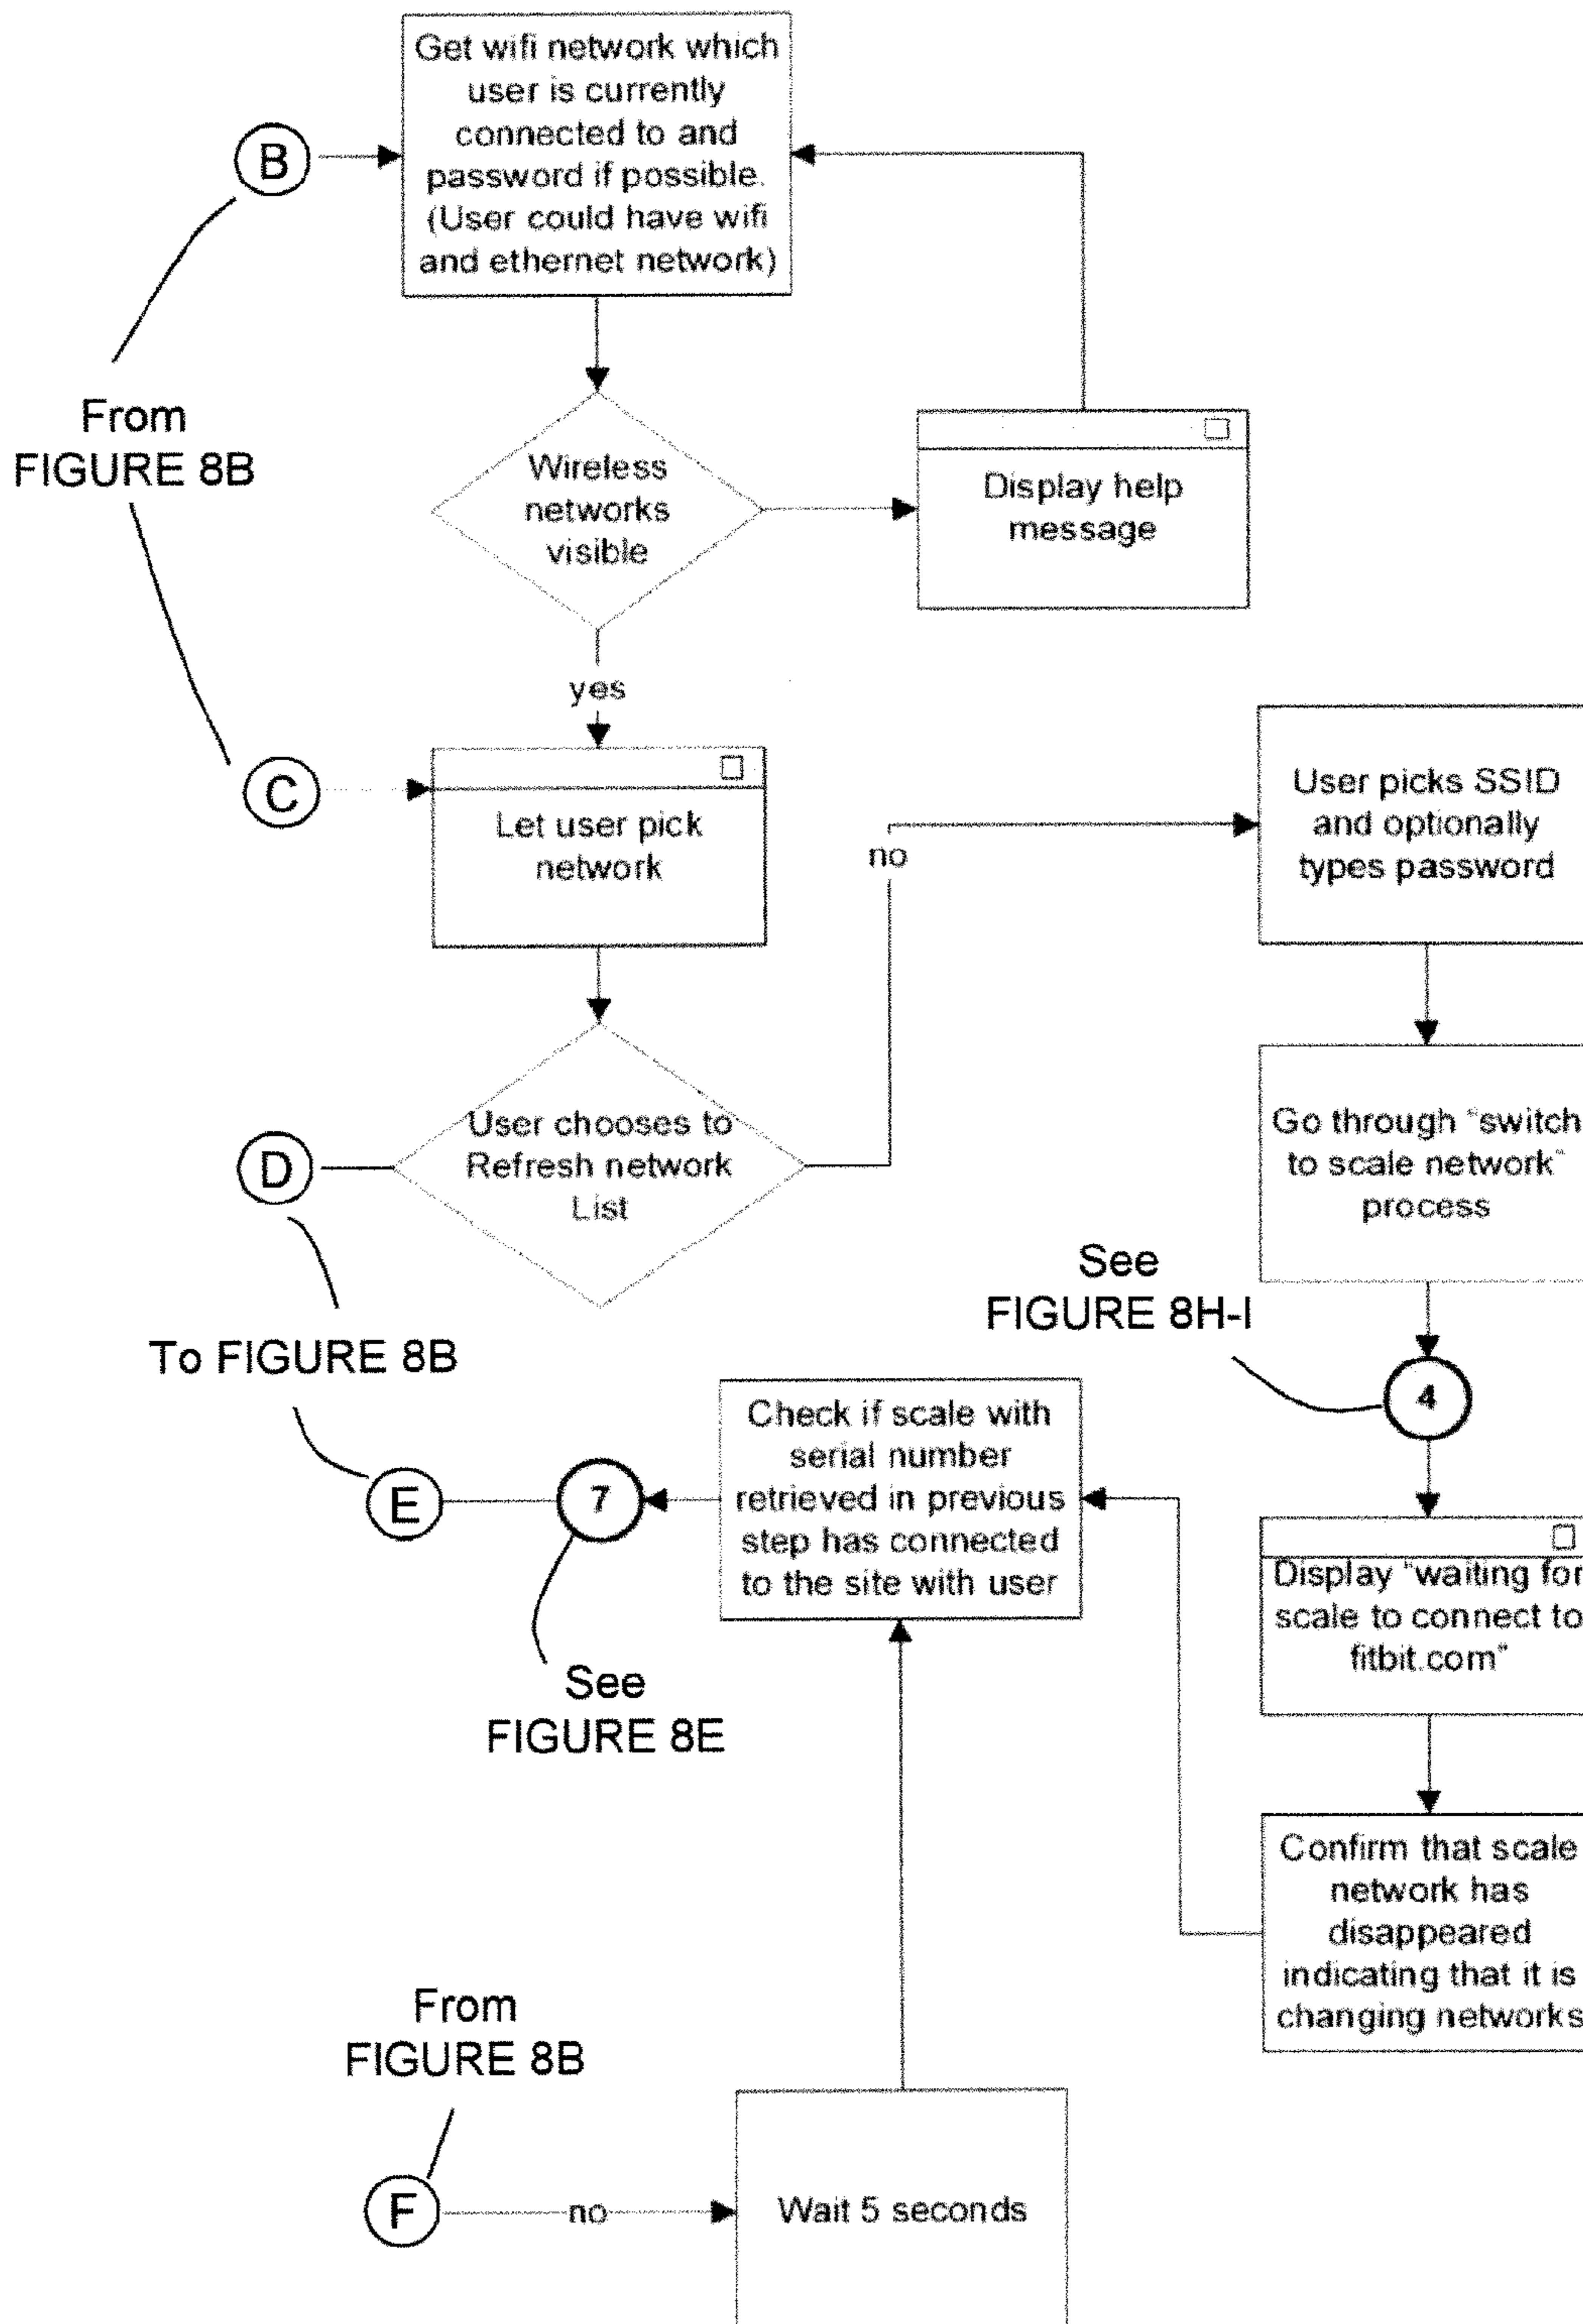 Get wifi network which
user is currently
connected to and
password if possible.
(User could have wifi
and ethernet network)
B
From
FIGURE 8B
Wireless
networks
visible
Display help
message
yes
C
Let user pick
network
no
User picks SSID
and optionally
types password
D
User chooses to
Refresh network
List
Go through "switch
to scale network"
process
See
FIGURE 8H-I
To FIGURE 8B
4
E
7
Check if scale with
serial number
retrieved in previous
step has connected
to the site with user
Display "waiting for
scale to connect to
fitbit.com"
See
FIGURE 8E
Confirm that scale
network has
disappeared
indicating that it is
changing networks
From
FIGURE 8B
F
no
Wait 5 seconds